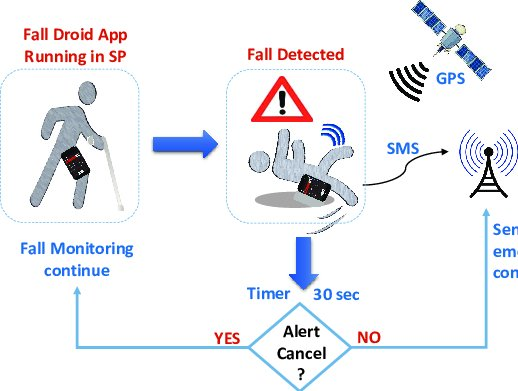 Fall Droid App
Running in SP
Fall Detected
GPS
SMS
Fall Monitoring
continue
Timer 30 sec
YES
Alert
Cancel
?
NO